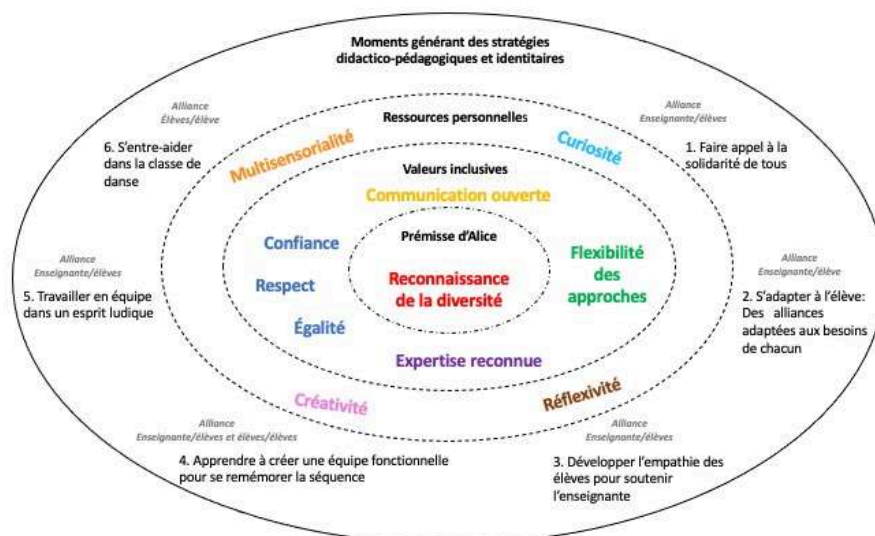 Moments générant des stratégies
didactico-pédagogiques et identitaires
Alliance
Élèves/élève
6. S'entre-aider
dans la classe de
danse
Ressources personnelles
Multisensorialité
Curiosité
Alliance
Enseignante/élèves
1. Faire appel à la
solidarité de tous
Valeurs inclusives
Communication ouverte
Prémisse d'Alice
Reconnaissance
de la diversité
Confiance
Respect
Égalité
Flexibilité
des
approches
Expertise reconnue
Alliance
Enseignante/élèves
5. Travailler en équipe
dans un esprit ludique
Alliance
Enseignante/élève
2. S'adapter à l'élève:
Des alliances
adaptées aux besoins
de chacun
Créativité
Réflexivité
Alliance
Enseignante/élèves et élèves/élèves
4. Apprendre à créer une équipe fonctionnelle
pour se remémorer la séquence
Alliance
Enseignante/élèves
3. Développer l'empathie des
élèves pour soutenir
l'enseignante